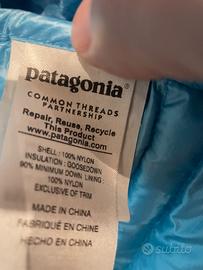 patagonia®
COMMON THREADS
PARTNERSHIP
Repair, Reuse, Recycle
This Product
www.patagonia.com
SHELL : 100% NYLON
INSULATION : GOOSEDOWN
90% MINIMUM DOWN LINING :
100% NYLON
EXCLUSIVE OF TRIM
MADE IN CHINA
FABRIQUÉ EN CHINE
HECHO EN CHINA
subito